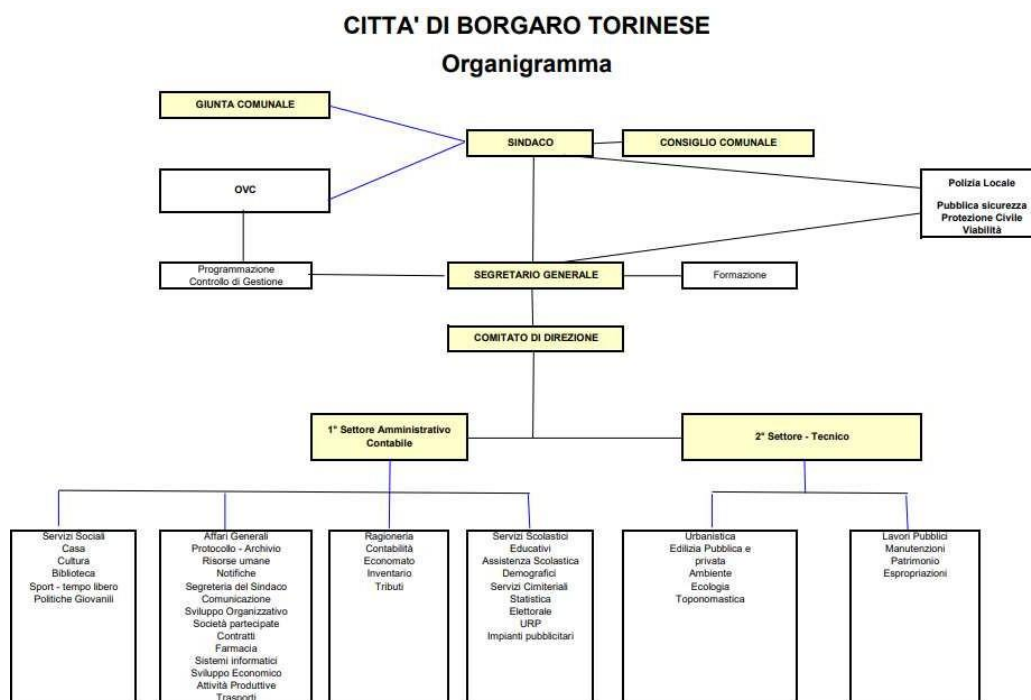 CITTA' DI BORGARO TORINESE
Organigramma
GIUNTA COMUNALE
SINDACO
CONSIGLIO COMUNALE
OVC
Polizia Locale
Pubblica sicurezza
Protezione Civile
Viabilità
Programmazione
Controllo di Gestione
SEGRETARIO GENERALE
Formazione
COMITATO DI DIREZIONE
1° Settore Amministrativo
Contabile
2° Settore - Tecnico
Servizi Sociali
Casa
Cultura
Biblioteca
Sport - tempo libero
Politiche Giovanili
Affari Generali
Protocollo - Archivio
Risorse umane
Notifiche
Segreteria del Sindaco
Comunicazione
Sviluppo Organizzativo
Società partecipate
Contratti
Farmacia
Sistemi informatici
Sviluppo Economico
Attività Produttive
Trasporti
Ragioneria
Contabilità
Economato
Inventario
Tributi
Servizi Scolastici
Educativi
Assistenza Scolastica
Demografici
Servizi Cimiteriali
Statistica
Elettorale
URP
Impianti pubblicitari
Urbanistica
Edilizia Pubblica e
privata
Ambiente
Ecologia
Toponomastica
Lavori Pubblici
Manutenzioni
Patrimonio
Espropriazioni